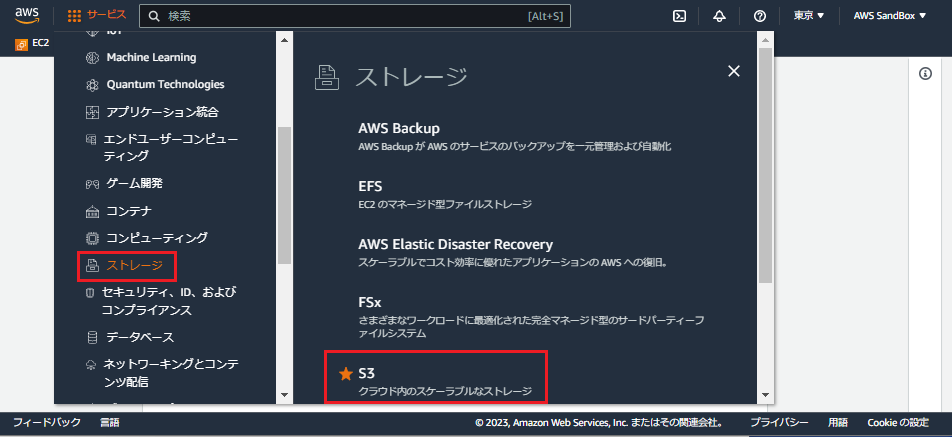 aws
サービス
検索
[Alt+S]
東京
AWS SandBox
EC2
IoT
Machine Learning
Quantum Technologies
アプリケーション統合
エンドユーザーコンピュー
ティング
ゲーム開発
コンテナ
コンピューティング
ストレージ
セキュリティ、ID、および
コンプライアンス
データベース
ネットワーキングとコンテ
ンツ配信
ストレージ
AWS Backup
AWS Backup が AWS のサービスのバックアップを一元管理および自動化
EFS
EC2 のマネージド型ファイルストレージ
AWS Elastic Disaster Recovery
スケーラブルでコスト効率に優れたアプリケーションの AWS への復旧。
FSx
さまざまなワークロードに最適化された完全マネージド型のサードパーティーフ
ァイルシステム
S3
クラウド内のスケーラブルなストレージ
フィードバック
言語
© 2023, Amazon Web Services, Inc. またはその関連会社。
プライバシー
用語
Cookie の設定